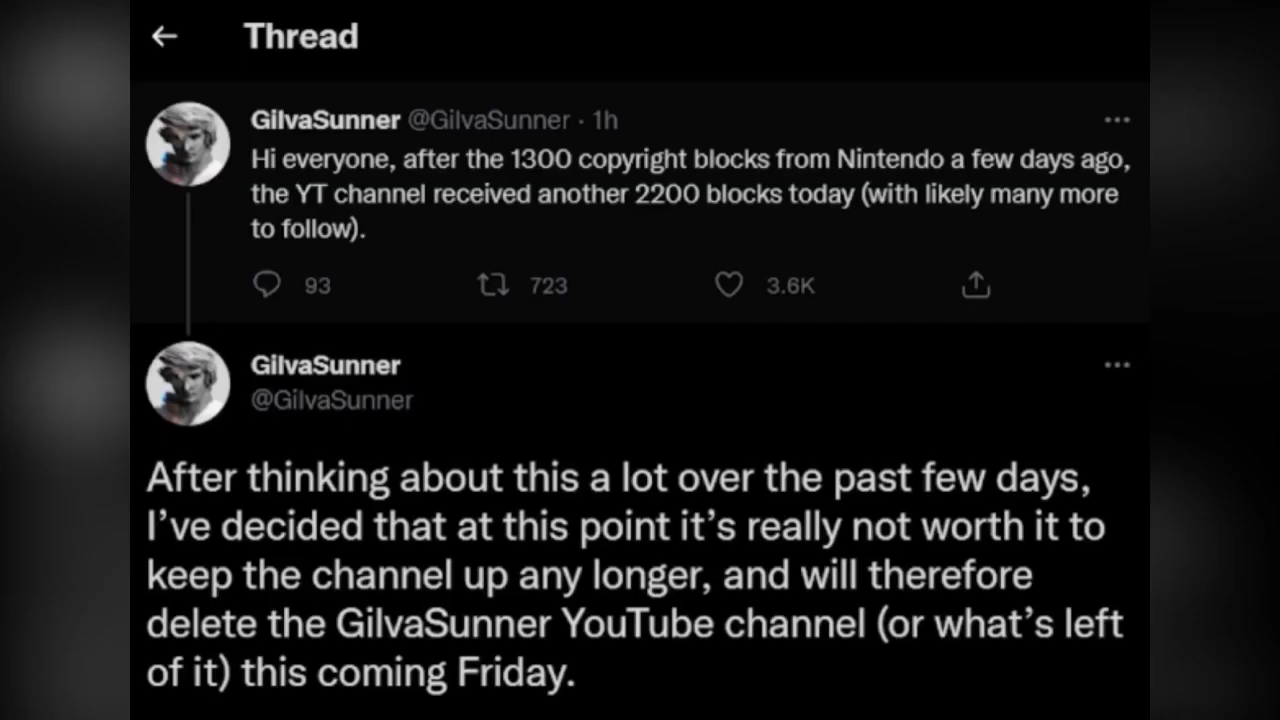 Thread
GilvaSunner @GilvaSunner · 1h
Hi everyone, after the 1300 copyright blocks from Nintendo a few days ago,
the YT channel received another 2200 blocks today (with likely many more
to follow).
93 723 3.6K
GilvaSunner
@GilvaSunner
After thinking about this a lot over the past few days,
I’ve decided that at this point it’s really not worth it to
keep the channel up any longer, and will therefore
delete the GilvaSunner YouTube channel (or what’s left
of it) this coming Friday.